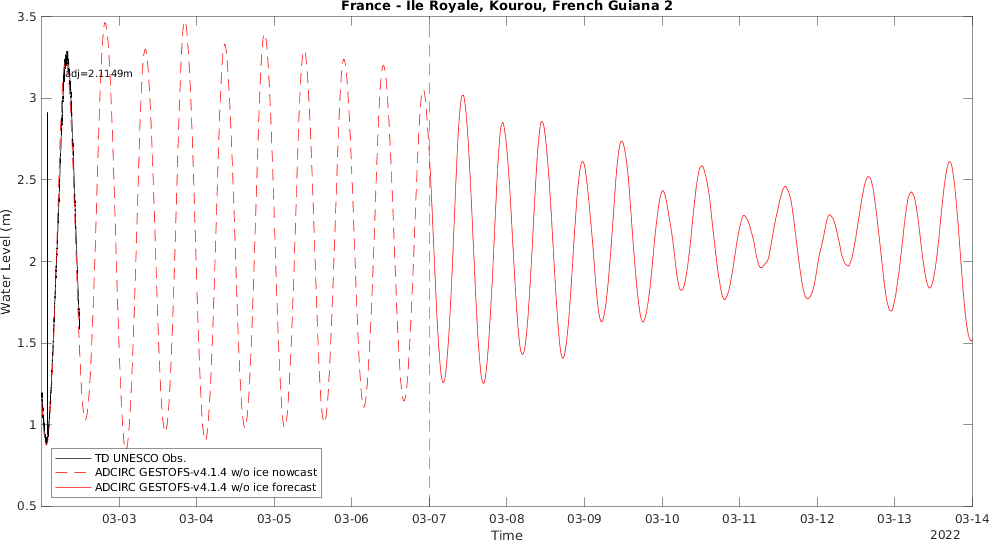 France - Ile Royale, Kourou, French Guiana 2
3.5
3
2.5
2
1.5
1
0.5
Water Level (m)
adj=2.1149m
TD UNESCO Obs.
ADCIRC GESTOFS-v4.1.4 w/o ice nowcast
ADCIRC GESTOFS-v4.1.4 w/o ice forecast
03-03 03-04 03-05 03-06 03-07 03-08 03-09 03-10 03-11 03-12 03-13 03-14
Time
2022